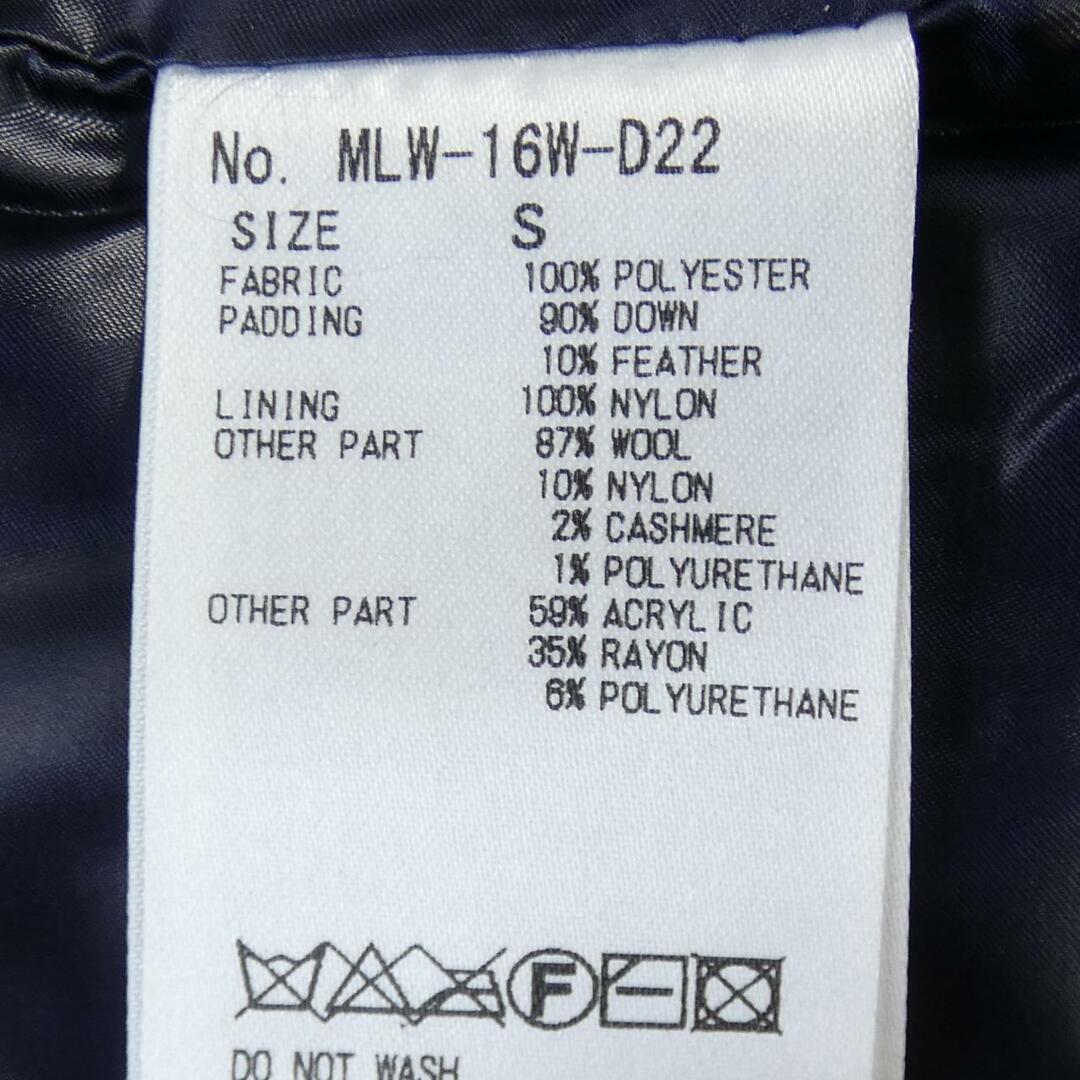 No. MLW-16W-D22
SIZE S
FABRIC 100% POLYESTER
PADDING 90% DOWN
10% FEATHER
LINING 100% NYLON
OTHER PART 87% WOOL
10% NYLON
2% CASHMERE
1% POLYURETHANE
OTHER PART 59% ACRYLIC
35% RAYON
6% POLYURETHANE
F
DO NOT WASH